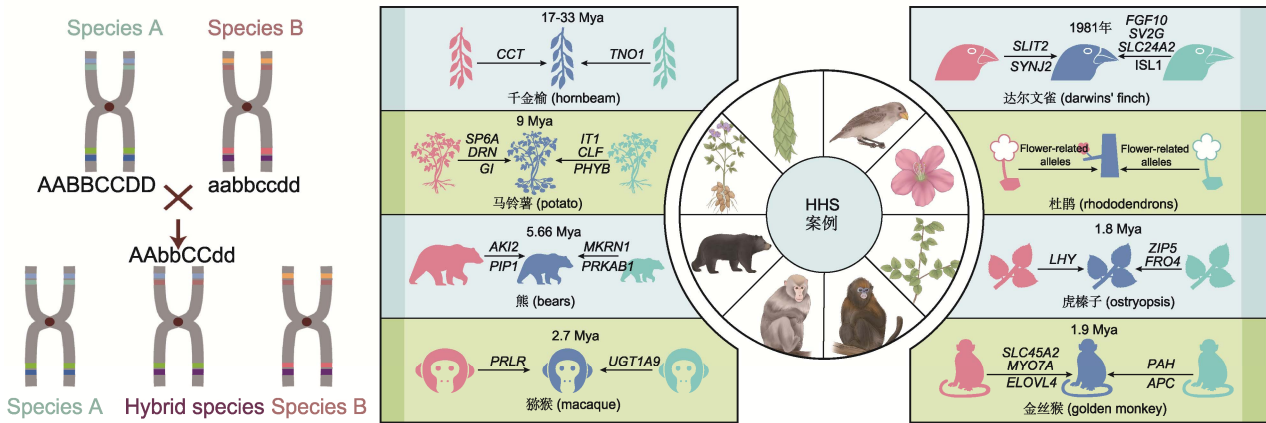 Species A
Species B
AABBCCDD
aabbccdd
AAbbCCdd
Species A
Hybrid species
Species B
17-33 Mya
CCT
TNO1
千金榆 (hornbeam)
9 Mya
SP6A
DRN
GI
IT1
CLF
PHYB
马铃薯 (potato)
5.66 Mya
AKI2
PIP1
MKRN1
PRKAB1
熊 (bears)
2.7 Mya
PRLR
UGT1A9
猕猴 (macaque)
HHS
案例
1981年
SLIT2
SYNJ2
FGF10
SV2G
SLC24A2
ISL1
达尔文雀 (darwins' finch)
Flower-related
alleles
Flower-related
alleles
杜鹃 (rhododendrons)
1.8 Mya
LHY
ZIP5
FRO4
虎榛子 (ostryopsis)
1.9 Mya
SLC45A2
MYO7A
ELOVL4
PAH
APC
金丝猴 (golden monkey)